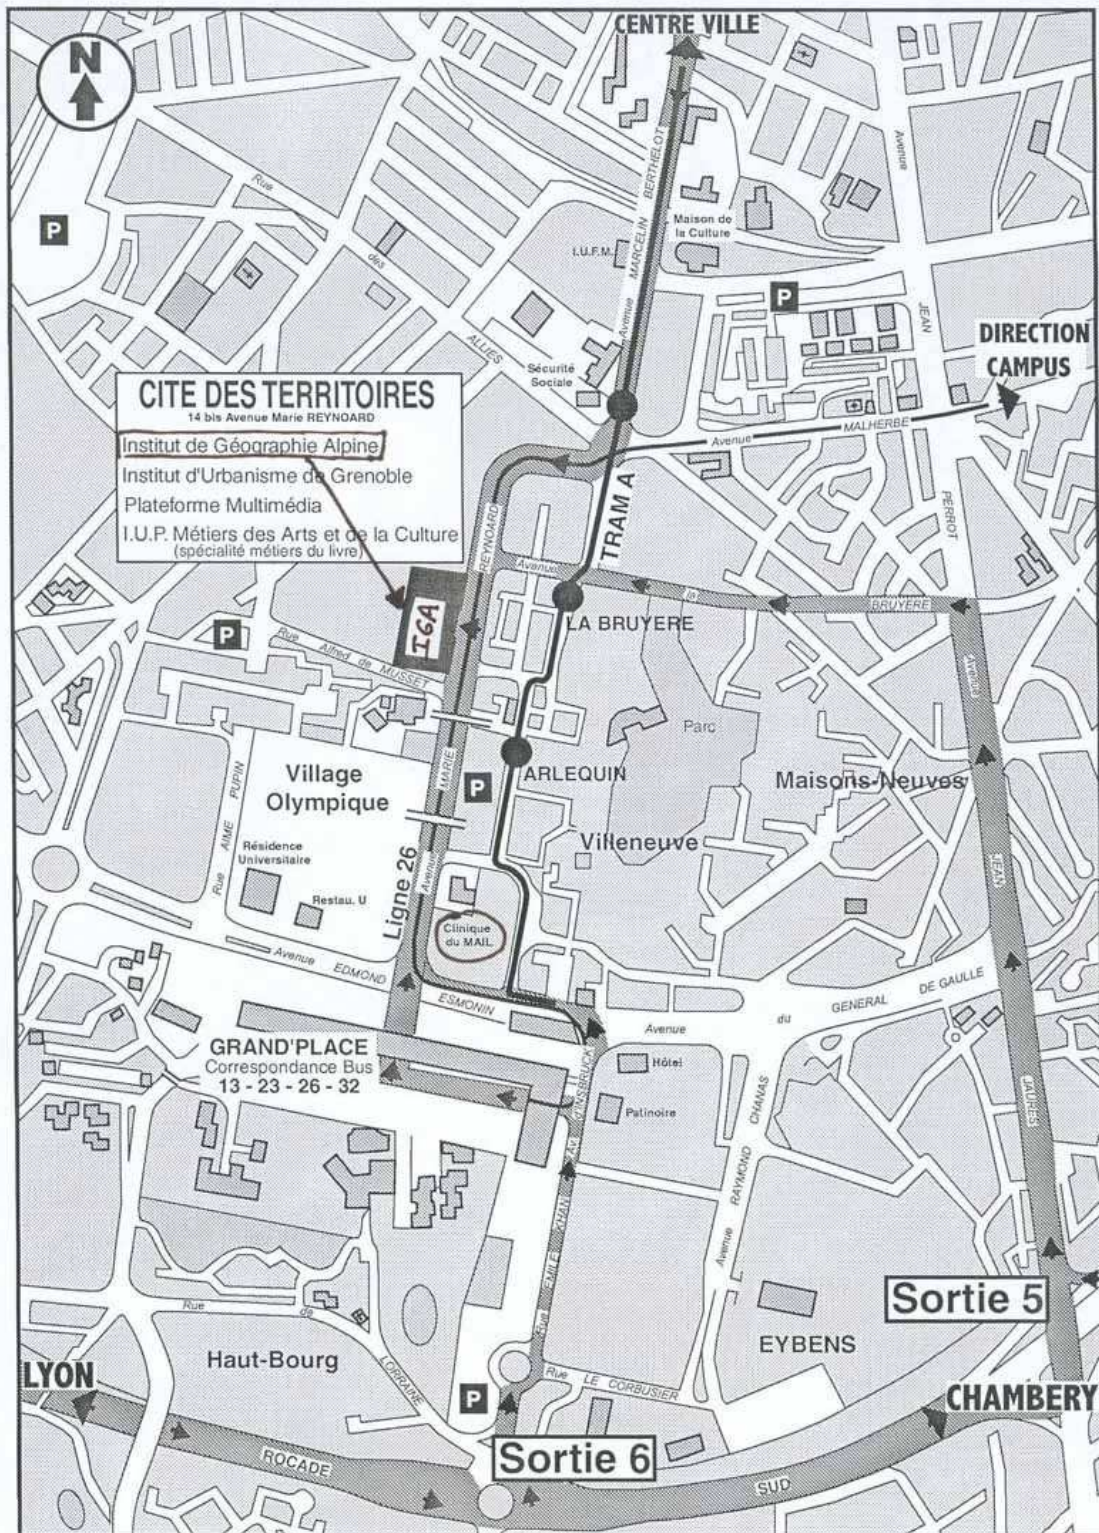 CENTRE VILLE
N
P
Rue
des
ALLIES
Avenue
MARCELIN
BERTHELOT
Maison de
la Culture
I.U.F.M.
P
Avenue
JEAN
PERROT
DIRECTION
CAMPUS
Sécurité
Sociale
Avenue
MALHERBE
CITE DES TERRITOIRES
14 bis Avenue Marie REYNOARD
Institut de Géographie Alpine
Institut d'Urbanisme de Grenoble
Plateforme Multimédia
I.U.P. Métiers des Arts et de la Culture
(spécialité métiers du livre)
TRAM A
REYNOARD
Avenue
la
BRUYERE
LA BRUYERE
IGA
P
Rue Alfred de MUSSET
Parc
Avenue
ARLEQUIN
MARIE
P
Village
Olympique
Maisons-Neuves
Villeneuve
Rue AIME PUPIN
Résidence
Universitaire
Restau. U
Ligne 26
Avenue
Clinique
du MAIL
JEAN
JAURES
Avenue
EDMOND
ESMONIN
Avenue
du
GENERAL DE GAULLE
GRAND'PLACE
Correspondance Bus
13 - 23 - 26 - 32
Hôtel
Patinoire
Av. d'INSBRUCK
Avenue RAYMOND CHANAS
Rue EMILE KHAN
Sortie 5
EYBENS
Rue
de
LORRAINE
Haut-Bourg
LYON
P
Rue LE CORBUSIER
CHAMBERY
Sortie 6
ROCADE
SUD